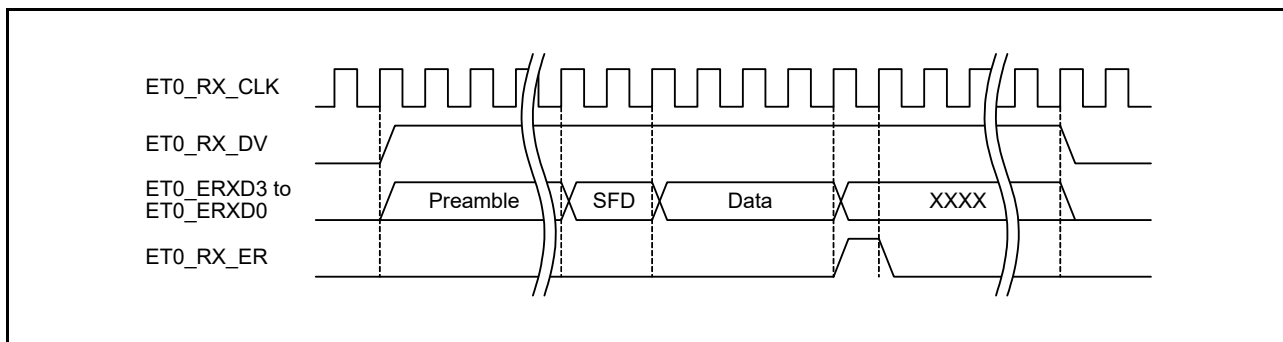 ET0_RX_CLK
ET0_RX_DV
ET0_ERXD3 to
ET0_ERXD0
Preamble
SFD
Data
XXXX
ET0_RX_ER